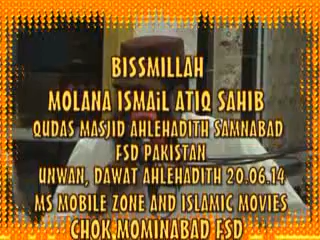 BISSMILLAH
MOLANA ISMAiL ATIQ SAHIB
QUDAS MASJID AHLEHADITH SAMNABAD
FSD PAKISTAN
UNWAN, DAWAT AHLEHADITH 20.06.14
MS MOBILE ZONE AND ISLAMIC MOVIES
CHOK MOMINABAD FSD